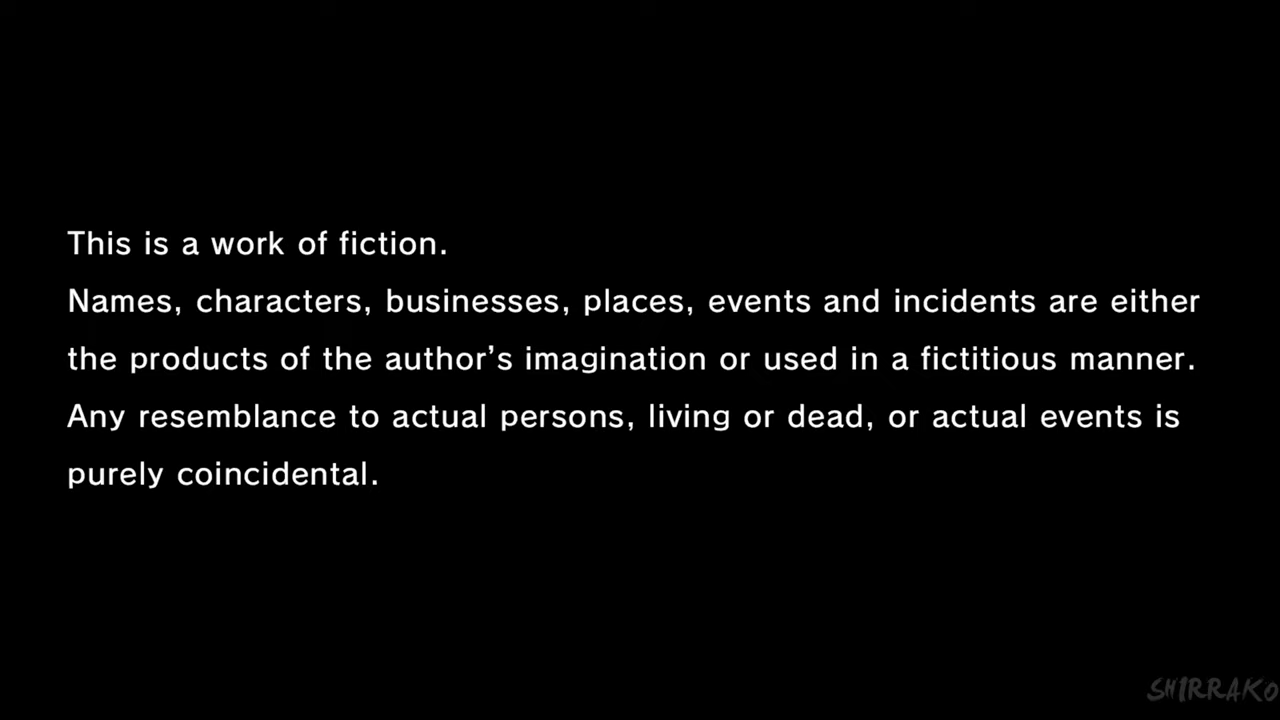 This is a work of fiction.
Names, characters, businesses, places, events and incidents are either
the products of the author’s imagination or used in a fictitious manner.
Any resemblance to actual persons, living or dead, or actual events is
purely coincidental.
SHIRRAKO